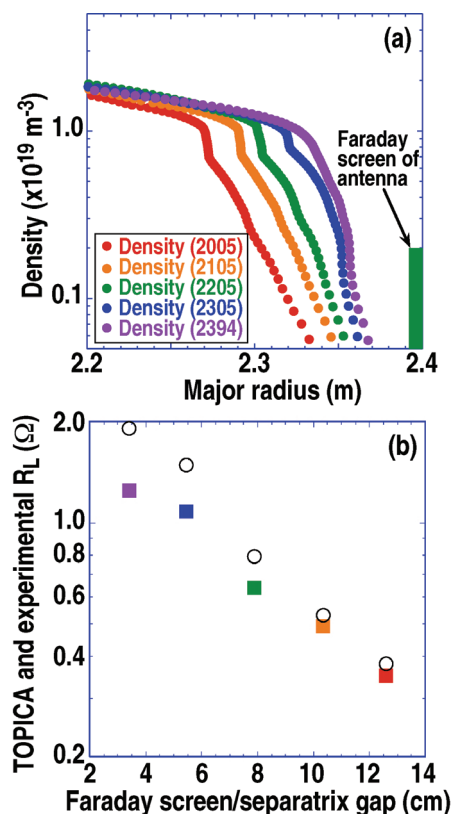 (a)
Density (x10^19 m^-3)
1.0
0.1
Faraday
screen of
antenna
Density (2005)
Density (2105)
Density (2205)
Density (2305)
Density (2394)
2.2 2.3 2.4
Major radius (m)
(b)
TOPICA and experimental R_L (Ω)
2.0
1.0
0.8
0.6
0.4
0.2
2 4 6 8 10 12 14
Faraday screen/separatrix gap (cm)